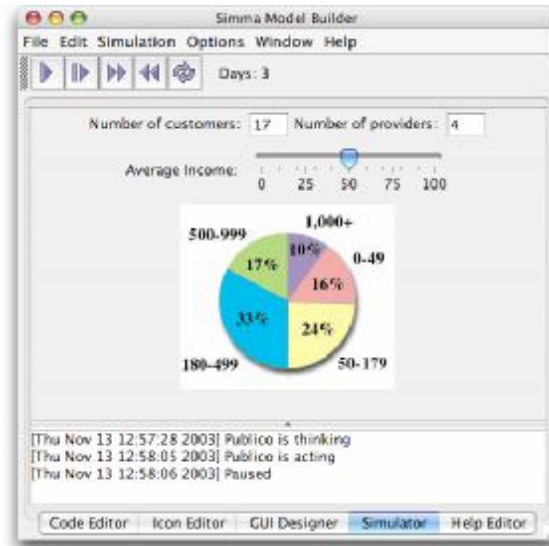 Simma Model Builder
File Edit Simulation Options Window Help
Days: 3
Number of customers: 17 Number of providers: 4
Average Income:
0 25 50 75 100
1,000+
500-999
10%
0-49
17%
16%
33%
24%
180-499
50-179
[Thu Nov 13 12:57:28 2003] Publico is thinking
[Thu Nov 13 12:58:05 2003] Publico is acting
[Thu Nov 13 12:58:06 2003] Paused
Code Editor Icon Editor GUI Designer Simulator Help Editor